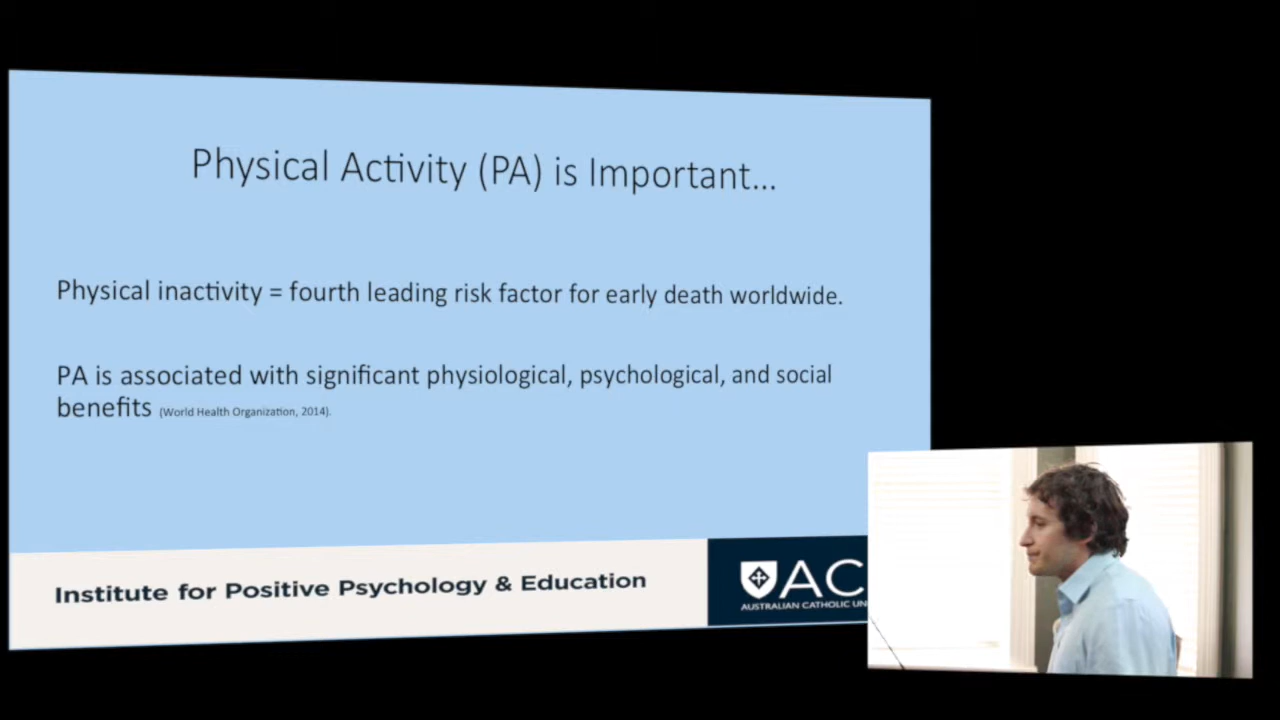 Physical Activity (PA) is Important...
Physical inactivity = fourth leading risk factor for early death worldwide.
PA is associated with significant physiological, psychological, and social
benefits (World Health Organization, 2014).
Institute for Positive Psychology & Education
AC
AUSTRALIAN CATHOLIC UN